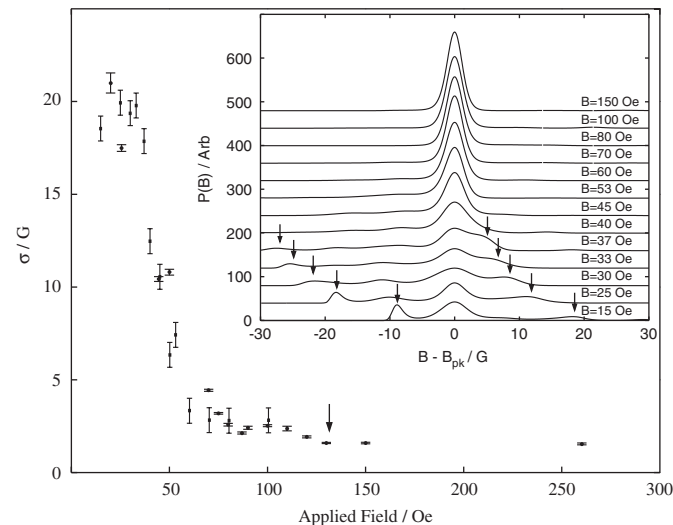 600
500
400
300
200
100
0
P(B) / Arb
B=150 Oe
B=100 Oe
B=80 Oe
B=70 Oe
B=60 Oe
B=53 Oe
B=45 Oe
B=40 Oe
B=37 Oe
B=33 Oe
B=30 Oe
B=25 Oe
B=15 Oe
-30 -20 -10 0 10 20 30
B - Bpk / G
20
15
10
5
0
σ / G
50 100 150 200 250 300
Applied Field / Oe